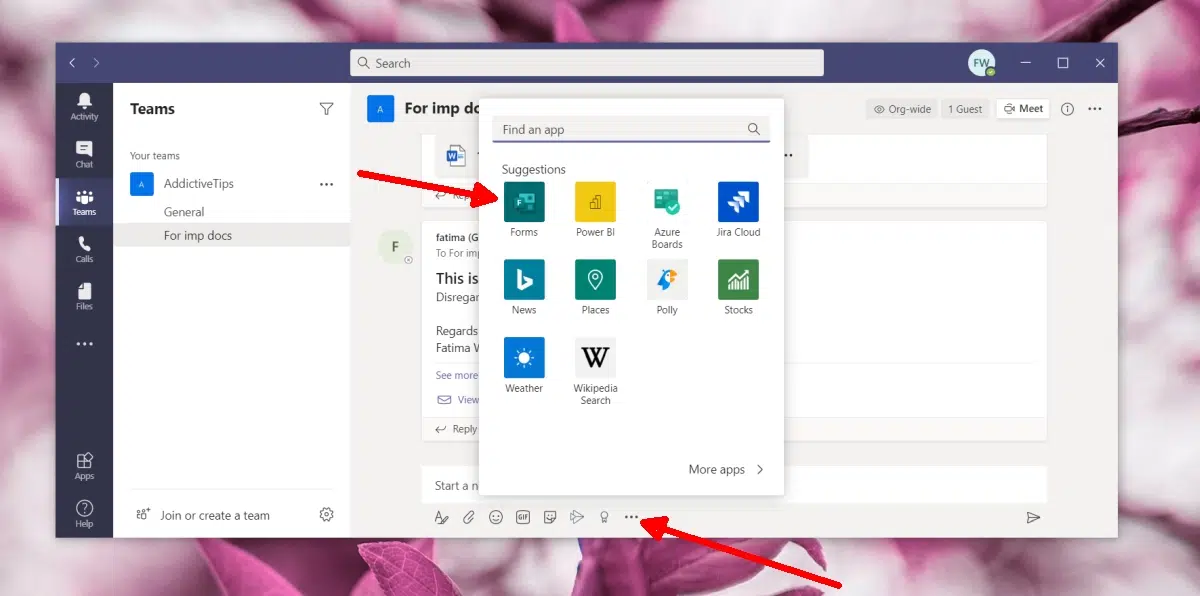 Search
FW
Activity
Chat
Teams
Calls
Files
Apps
Help
Teams
Your teams
A
AddictiveTips
General
For imp docs
Join or create a team
A
For imp do
Org-wide
1 Guest
Meet
W
Reply
F
fatima (G
To For imp
This is
Disregar
Regards
Fatima W
See more
View
Reply
Start a n
GIF
Find an app
Suggestions
F
Forms
Power BI
Azure
Boards
Jira Cloud
News
Places
Polly
Stocks
Weather
W
Wikipedia
Search
More apps